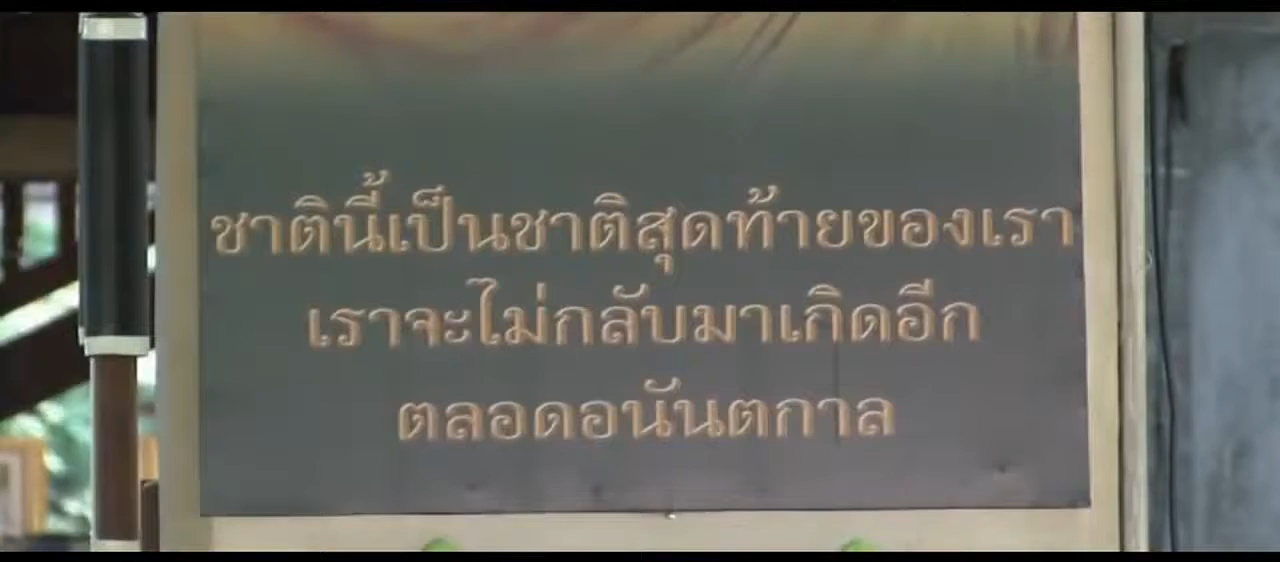 ชาตินี้เป็นชาติสุดท้ายของเรา
เราจะไม่กลับมาเกิดอีก
ตลอดอนันตกาล